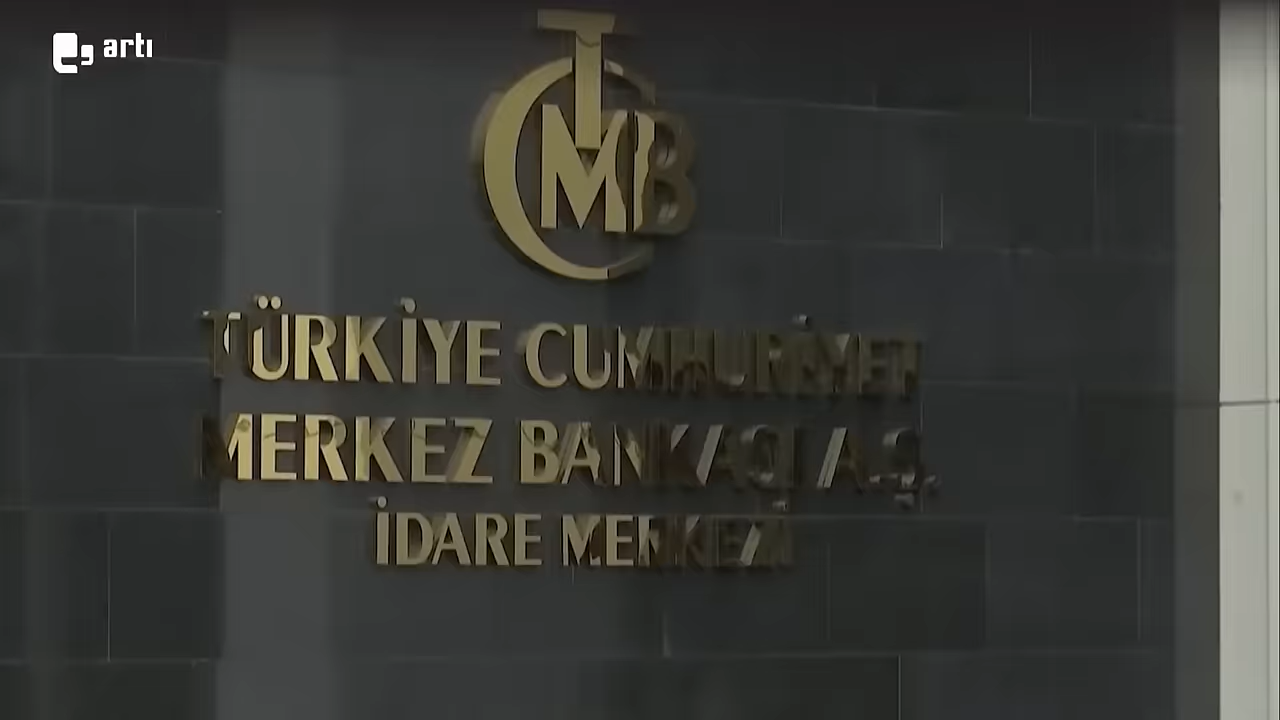 artı
TCMB
TÜRKİYE CUMHURİYET
MERKEZ BANKASI A.Ş.
İDARE MERKEZİ